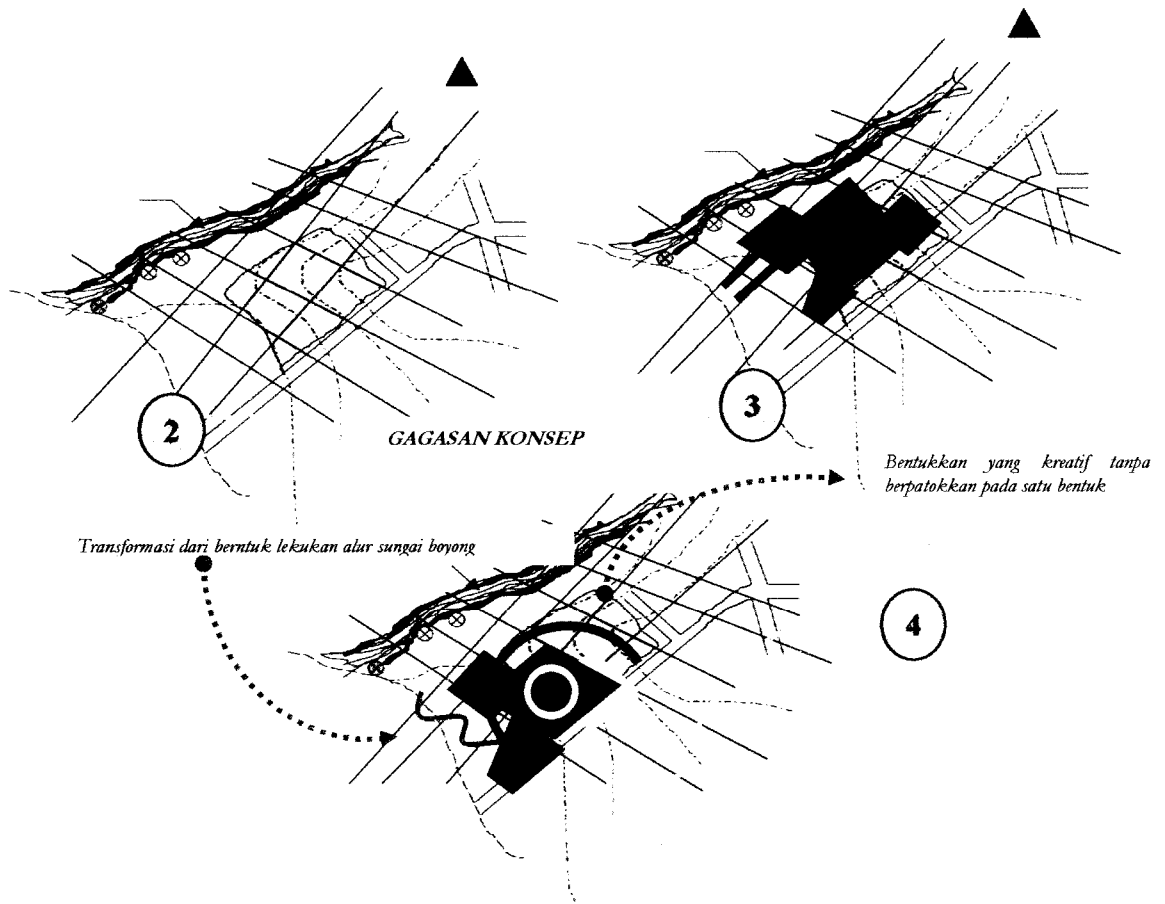 2
3
GAGASAN KONSEP
Bentukkan yang kreatif tanpa
berpatokkan pada satu bentuk
Transformasi dari berntuk lekukan alur sungai boyong
4